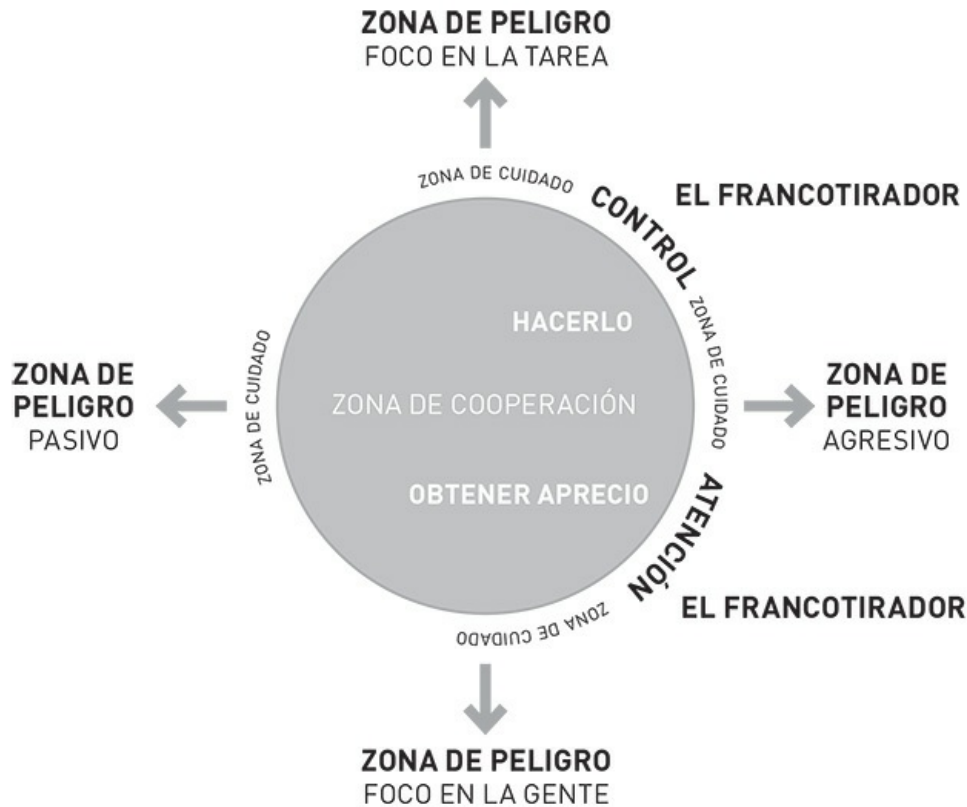 ZONA DE PELIGRO
FOCO EN LA TAREA
ZONA DE CUIDADO
CONTROL
EL FRANCOTIRADOR
ZONA DE CUIDADO
HACERLO
ZONA DE CUIDADO
ZONA DE
PELIGRO
PASIVO
ZONA DE COOPERACIÓN
ZONA DE
PELIGRO
AGRESIVO
OBTENER APRECIO
ATENCIÓN
EL FRANCOTIRADOR
ZONA DE CUIDADO
ZONA DE PELIGRO
FOCO EN LA GENTE